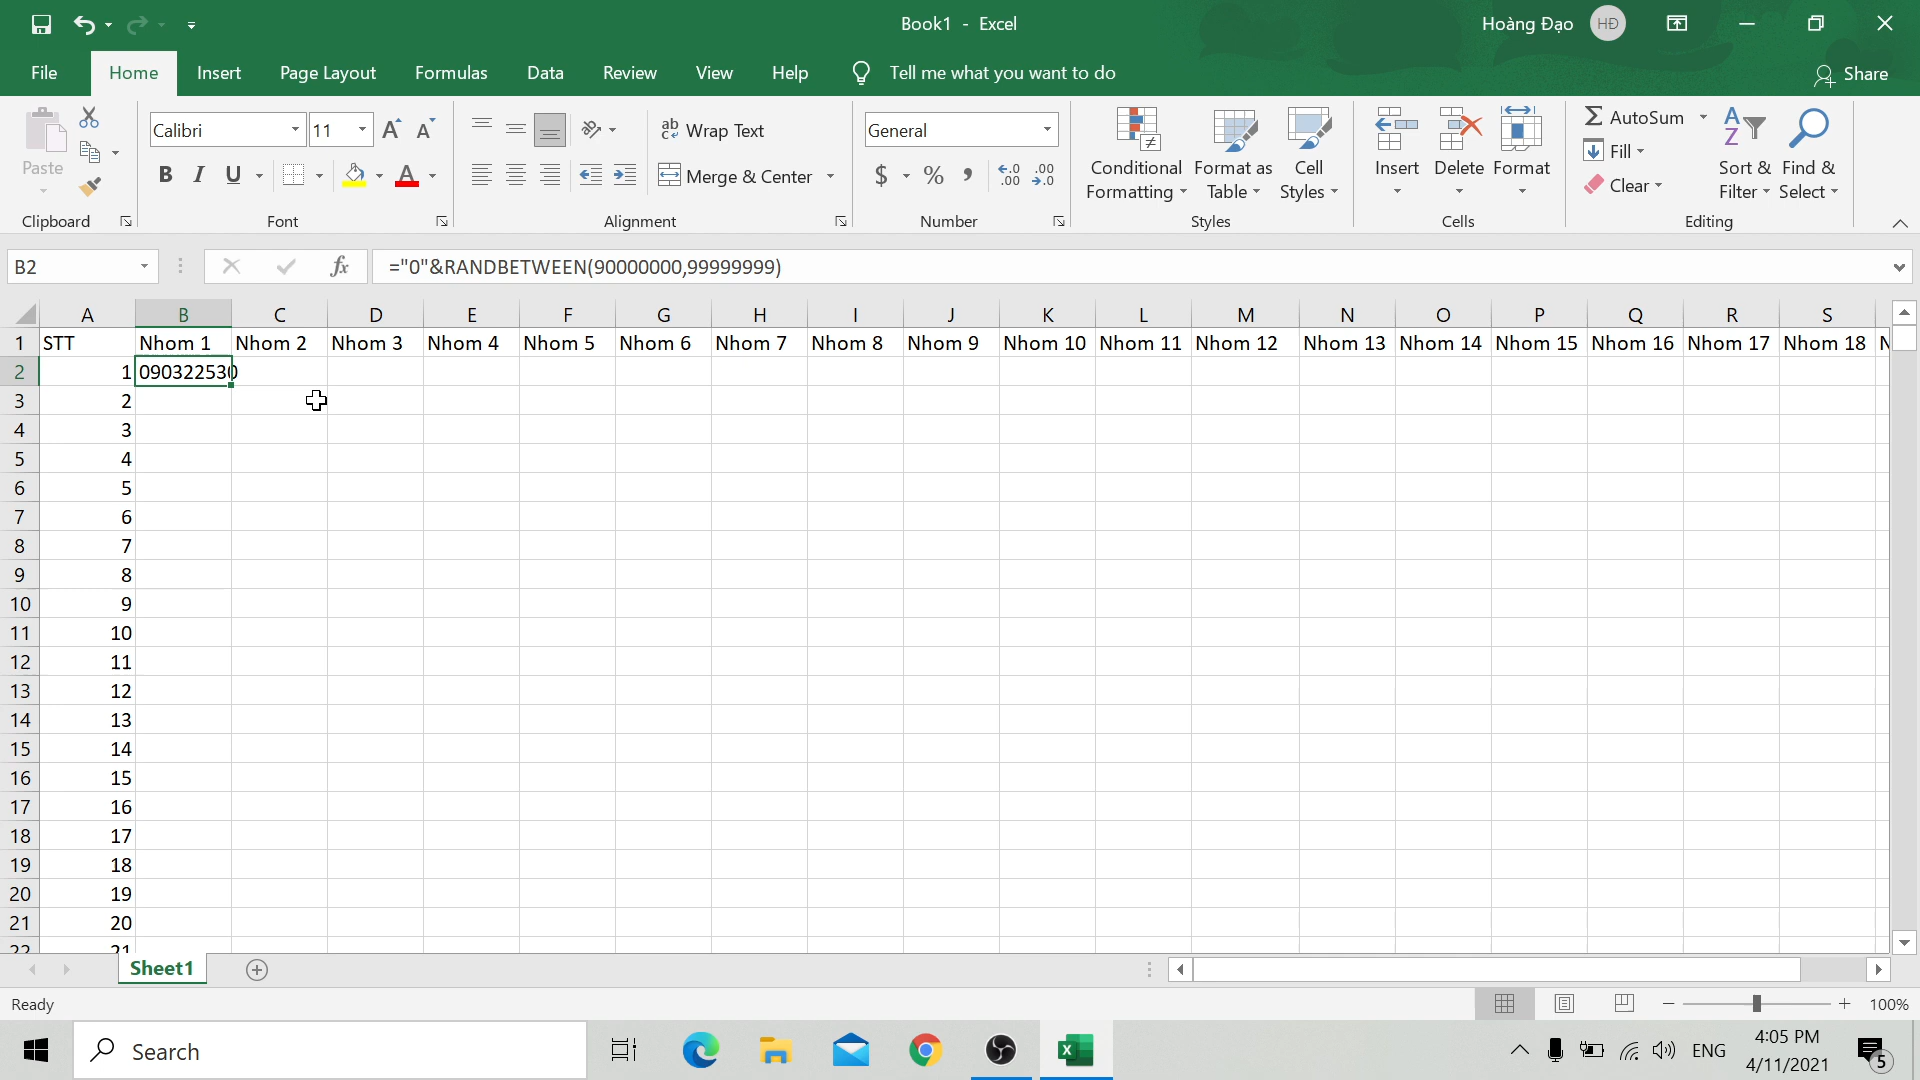 Book1 - Excel
Hoàng Đạo HĐ
File Home Insert Page Layout Formulas Data Review View Help Tell me what you want to do Share
Paste
Calibri 11
B I U A
Wrap Text
Merge & Center
General
$ % ,
Conditional Formatting
Format as Table
Cell Styles
Insert Delete Format
AutoSum
Fill
Clear
Sort & Filter
Find & Select
Clipboard Font Alignment Number Styles Cells Editing
B2 fx ="0"&RANDBETWEEN(90000000,99999999)
A B C D E F G H I J K L M N O P Q R S
1 STT Nhom 1 Nhom 2 Nhom 3 Nhom 4 Nhom 5 Nhom 6 Nhom 7 Nhom 8 Nhom 9 Nhom 10 Nhom 11 Nhom 12 Nhom 13 Nhom 14 Nhom 15 Nhom 16 Nhom 17 Nhom 18
2 1 090322530
3 2
4 3
5 4
6 5
7 6
8 7
9 8
10 9
11 10
12 11
13 12
14 13
15 14
16 15
17 16
18 17
19 18
20 19
21 20
22 21
Sheet1
Ready 100%
Search ENG 4:05 PM
4/11/2021 5